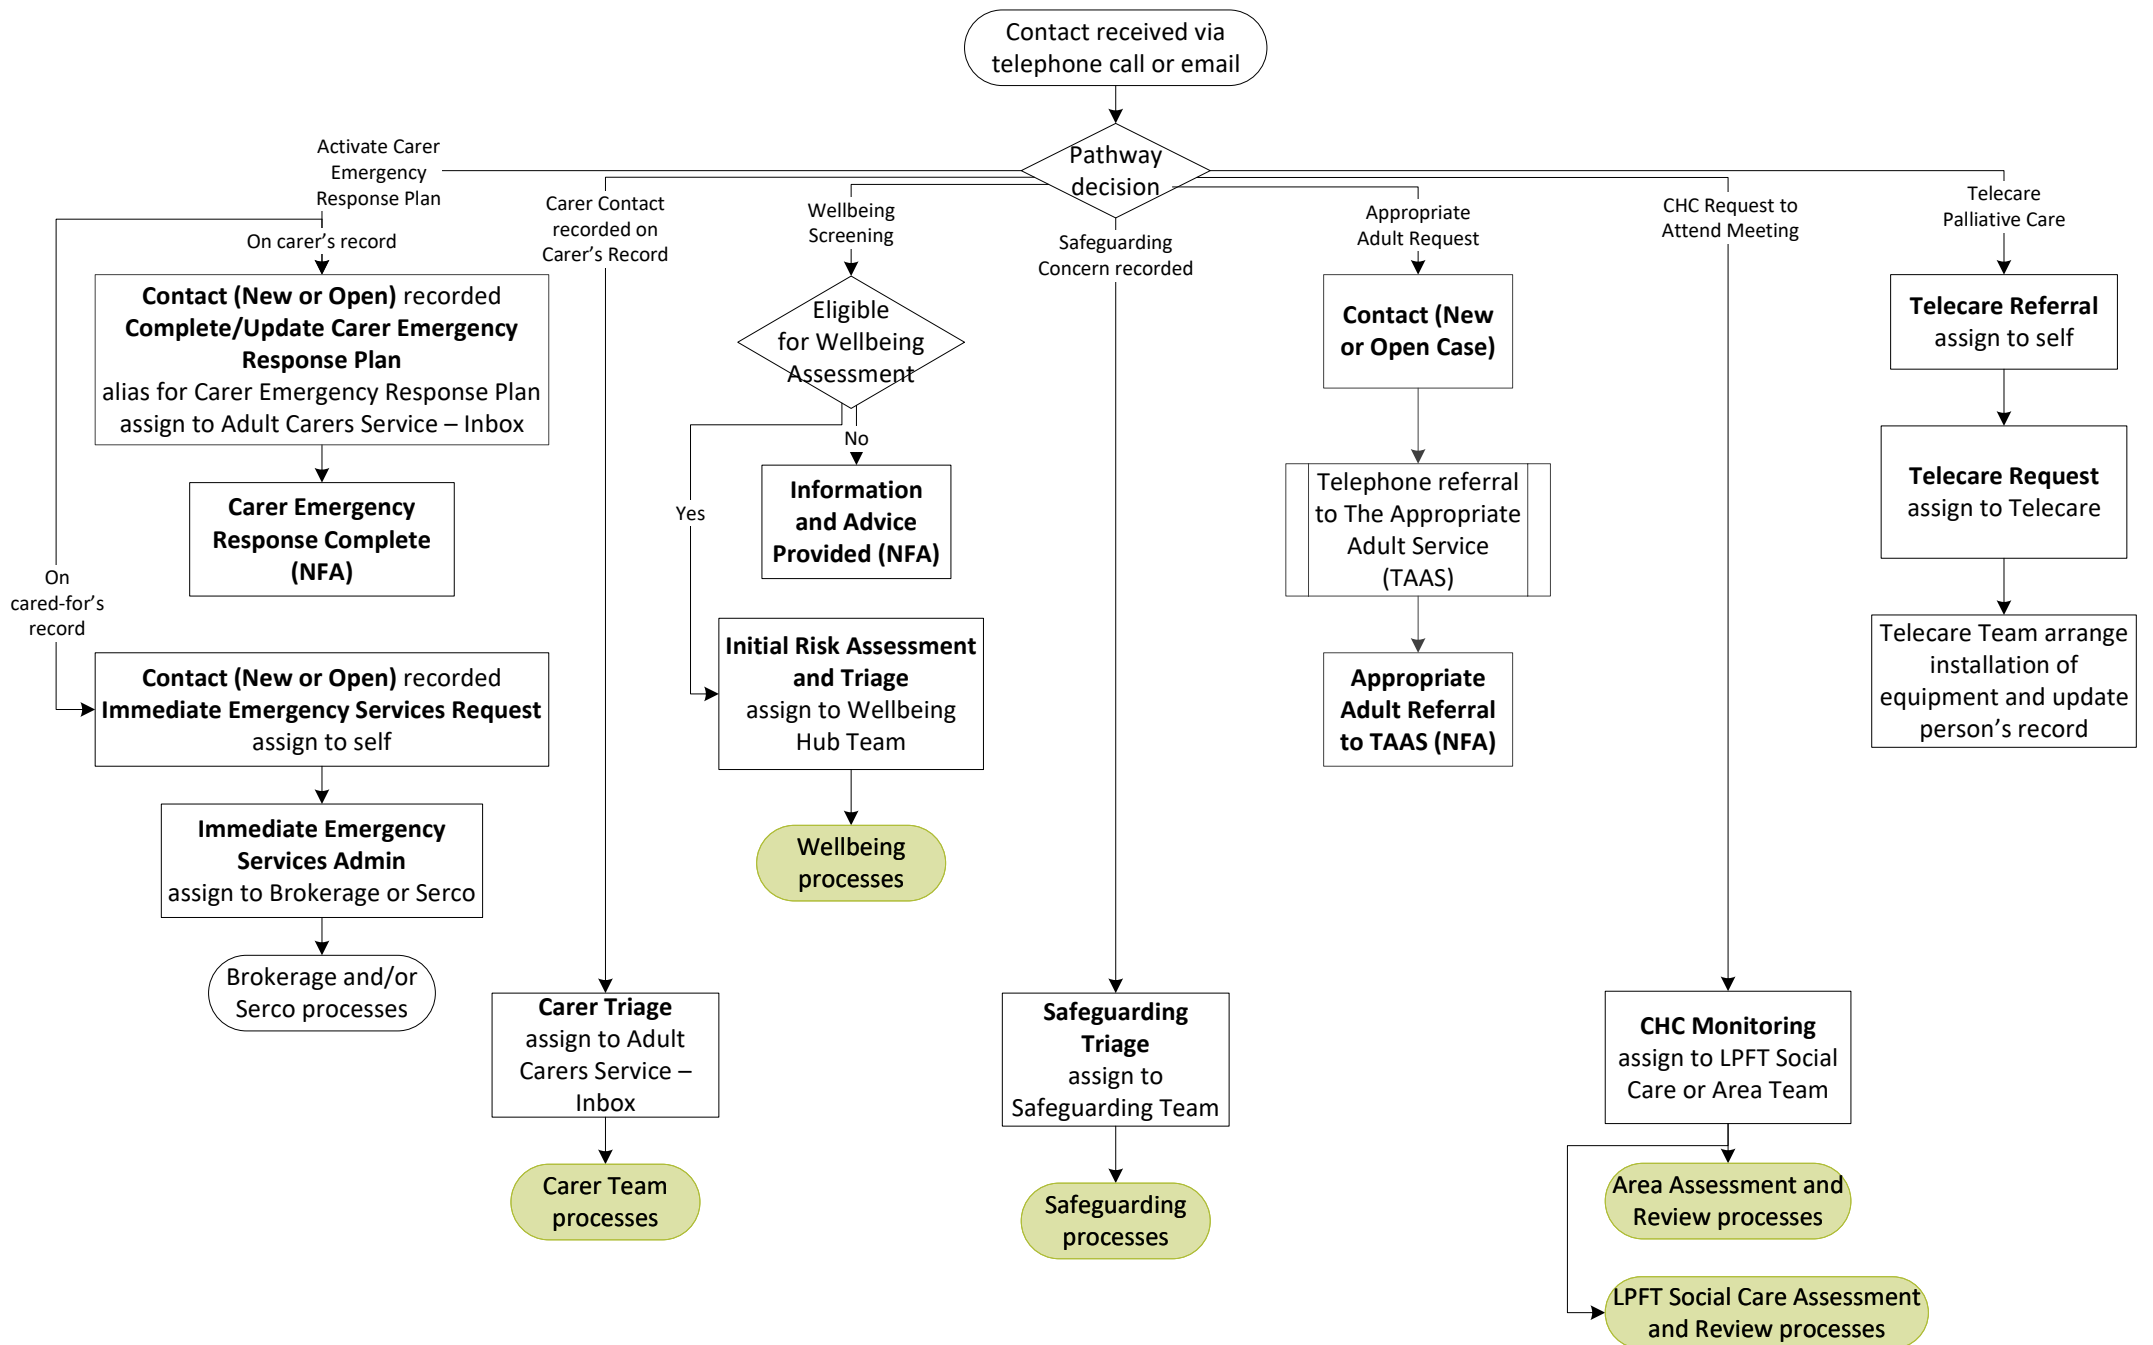 Contact received via
telephone call or email
Pathway
decision
Activate Carer
Emergency
Response Plan
On carer's record
Contact (New or Open) recorded
Complete/Update Carer Emergency
Response Plan
alias for Carer Emergency Response Plan
assign to Adult Carers Service – Inbox
Carer Emergency
Response Complete
(NFA)
On
cared-for's
record
Contact (New or Open) recorded
Immediate Emergency Services Request
assign to self
Immediate Emergency
Services Admin
assign to Brokerage or Serco
Brokerage and/or
Serco processes
Carer Contact
recorded on
Carer's Record
Carer Triage
assign to Adult
Carers Service –
Inbox
Carer Team
processes
Wellbeing
Screening
Eligible
for Wellbeing
Assessment
No
Information
and Advice
Provided (NFA)
Yes
Initial Risk Assessment
and Triage
assign to Wellbeing
Hub Team
Wellbeing
processes
Safeguarding
Concern recorded
Safeguarding
Triage
assign to
Safeguarding Team
Safeguarding
processes
Appropriate
Adult Request
Contact (New
or Open Case)
Telephone referral
to The Appropriate
Adult Service
(TAAS)
Appropriate
Adult Referral
to TAAS (NFA)
CHC Request to
Attend Meeting
CHC Monitoring
assign to LPFT Social
Care or Area Team
Area Assessment and
Review processes
LPFT Social Care Assessment
and Review processes
Telecare
Palliative Care
Telecare Referral
assign to self
Telecare Request
assign to Telecare
Telecare Team arrange
installation of
equipment and update
person's record